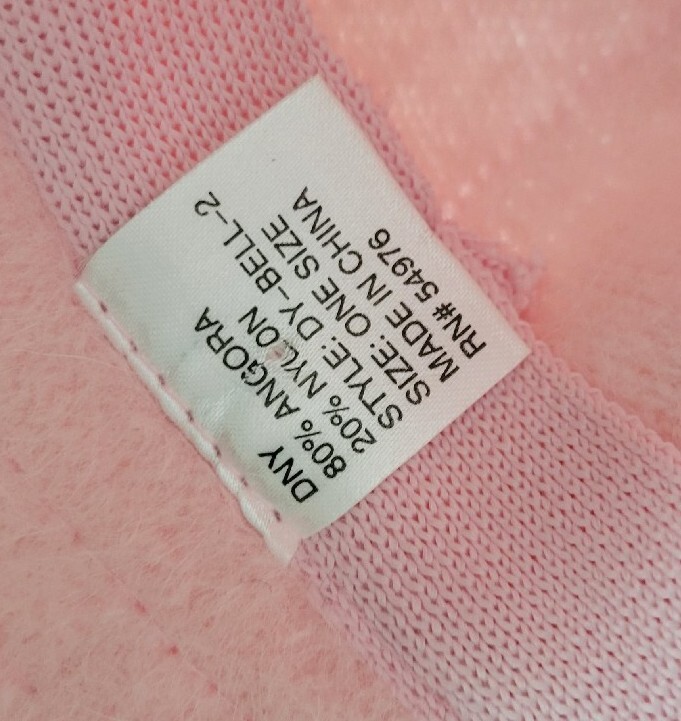 DNY
80% ANGORA
20% NYLON
STYLE: DY-BELL-2
SIZE: ONE SIZE
MADE IN CHINA
RN# 54976